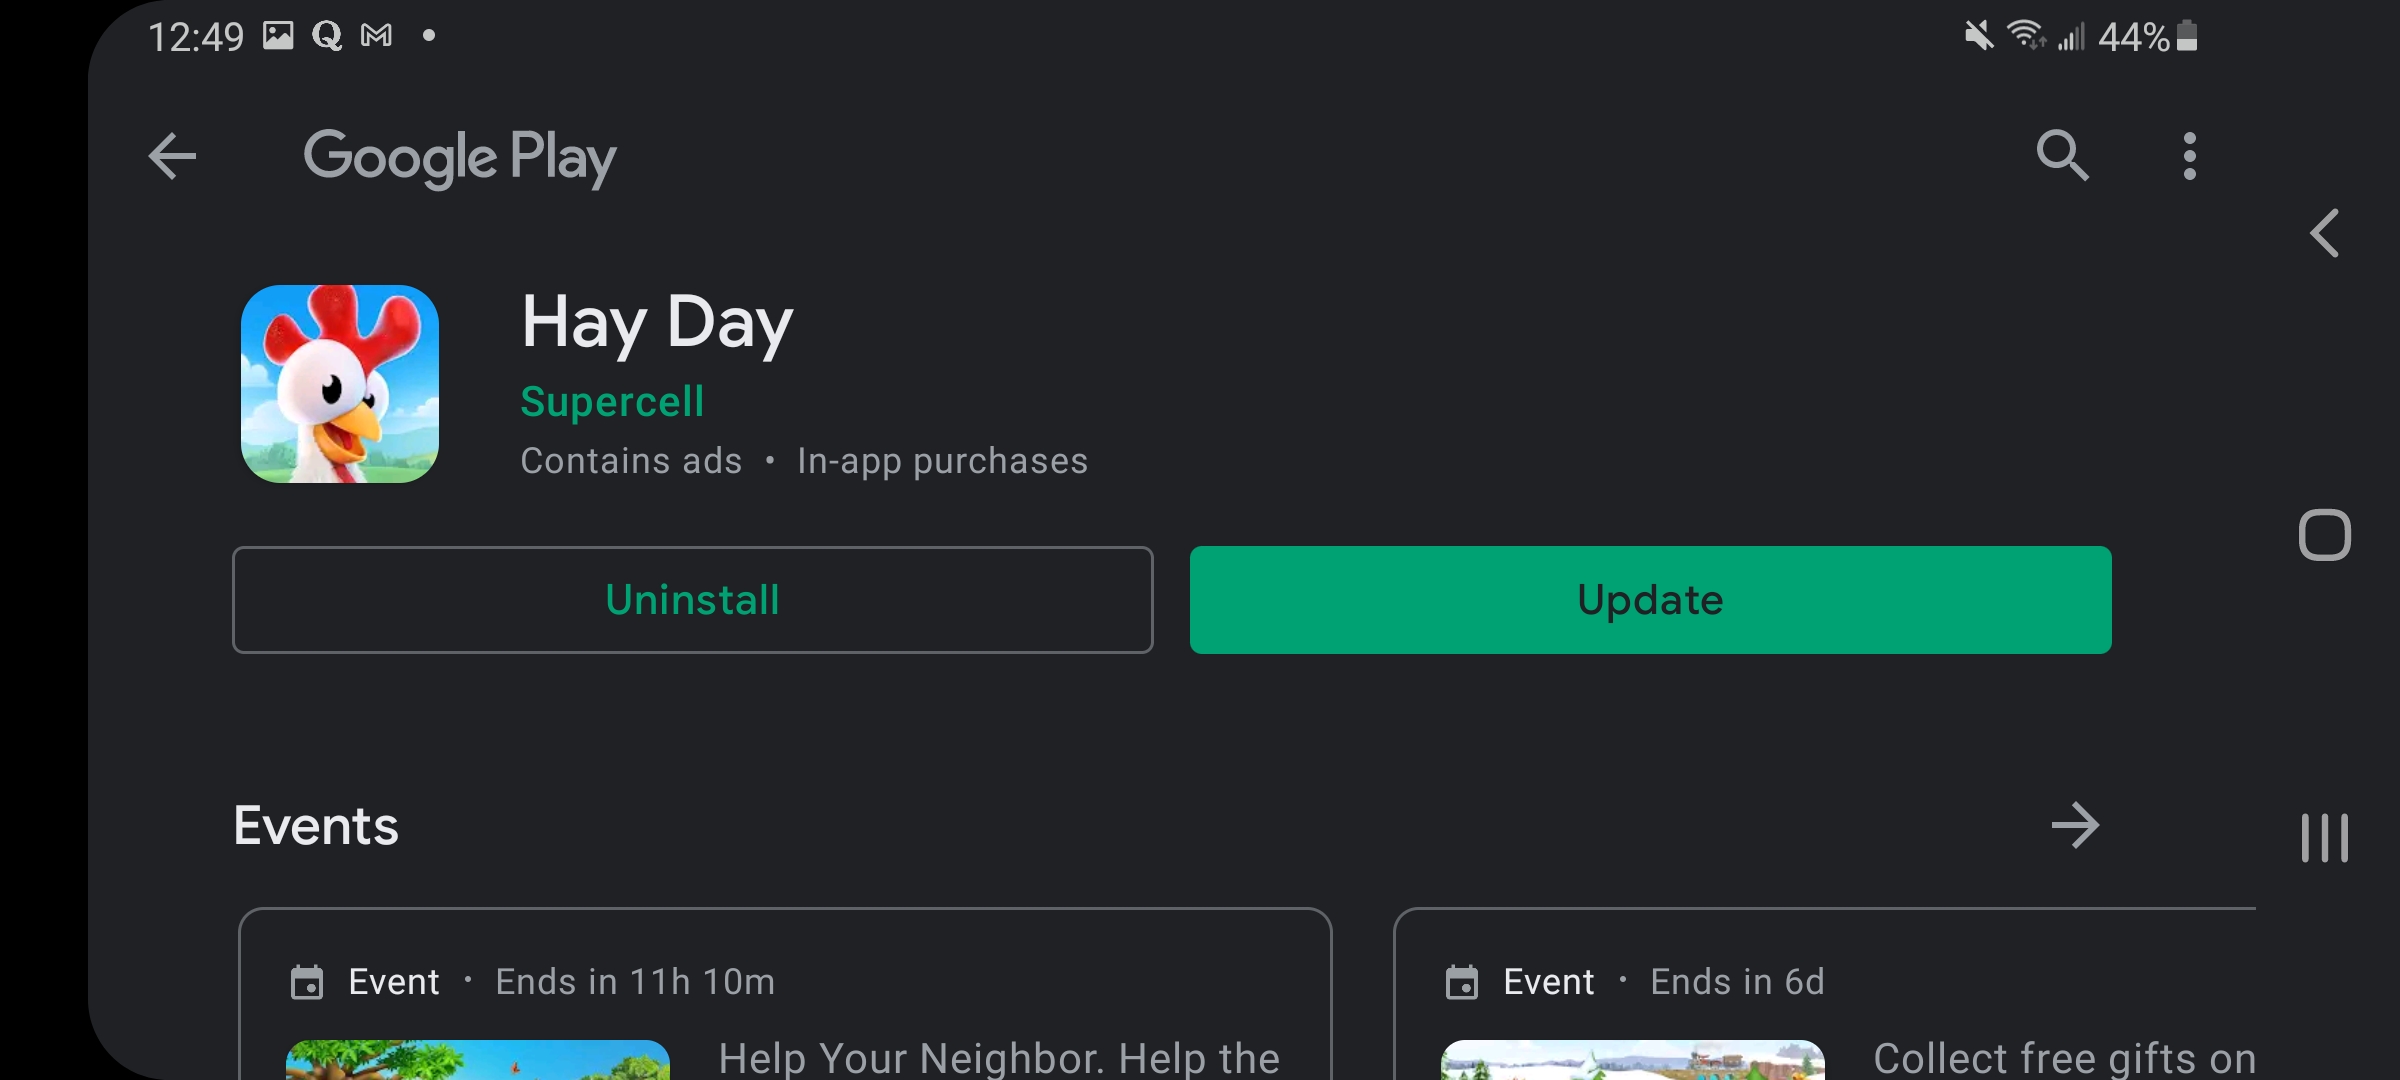 12:49
44%
Google Play
Hay Day
Supercell
Contains ads • In-app purchases
Uninstall
Update
Events
Event • Ends in 11h 10m
Help Your Neighbor. Help the
Event • Ends in 6d
Collect free gifts on